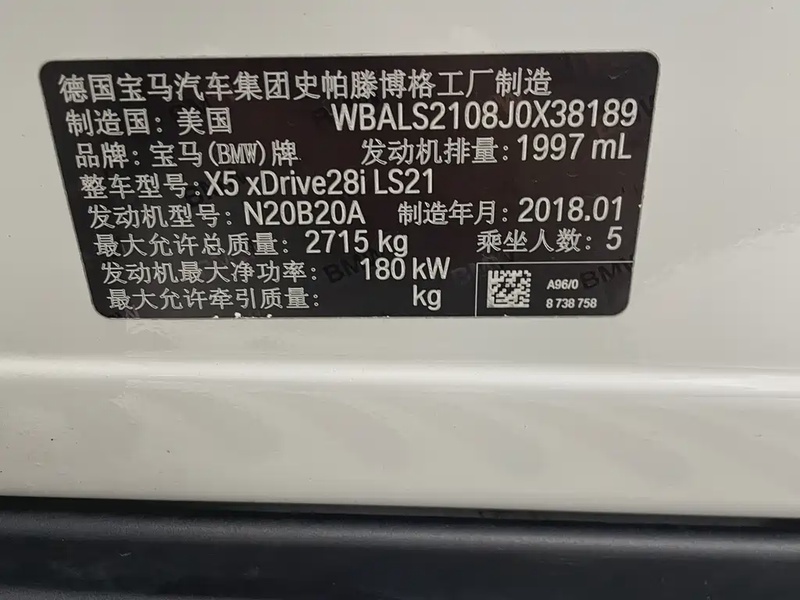 德国宝马汽车集团史帕滕博格工厂制造
制造国: 美国 WBALS2108J0X38189
品牌: 宝马(BMW)牌 发动机排量: 1997 mL
整车型号: X5 xDrive28i LS21
发动机型号: N20B20A 制造年月: 2018.01
最大允许总质量: 2715 kg 乘坐人数: 5
发动机最大净功率: 180 kW
最大允许牵引质量: kg
A96/0
8 738 758